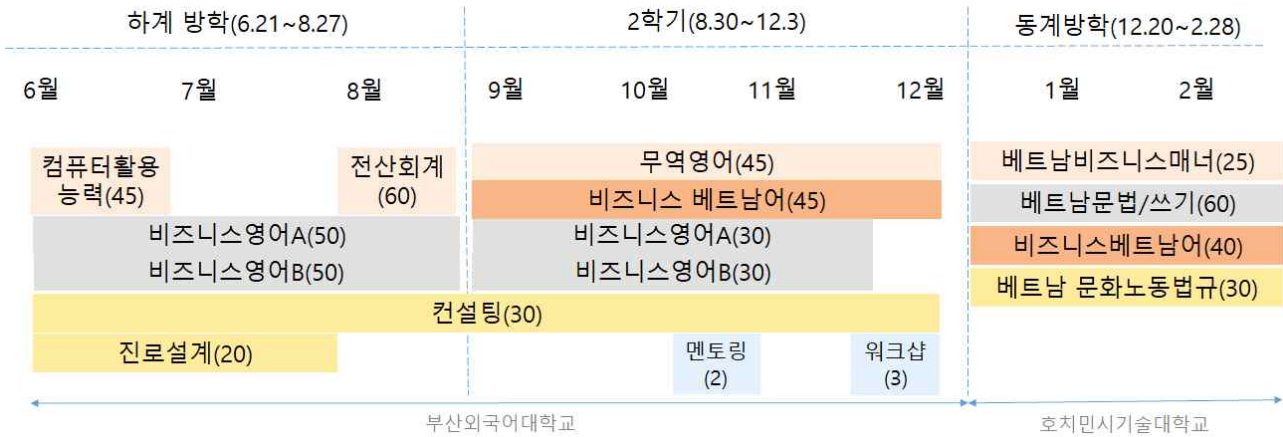 하계 방학(6.21~8.27) 2학기(8.30~12.3) 동계방학(12.20~2.28)
6월 7월 8월 9월 10월 11월 12월 1월 2월
컴퓨터활용
능력(45)
전산회계
(60)
무역영어(45)
베트남비즈니스매너(25)
비즈니스 베트남어(45)
베트남문법/쓰기(60)
비즈니스영어A(50)
비즈니스영어A(30)
비즈니스베트남어(40)
비즈니스영어B(50)
비즈니스영어B(30)
베트남 문화노동법규(30)
컨설팅(30)
진로설계(20)
멘토링
(2)
워크샵
(3)
부산외국어대학교
호치민시기술대학교